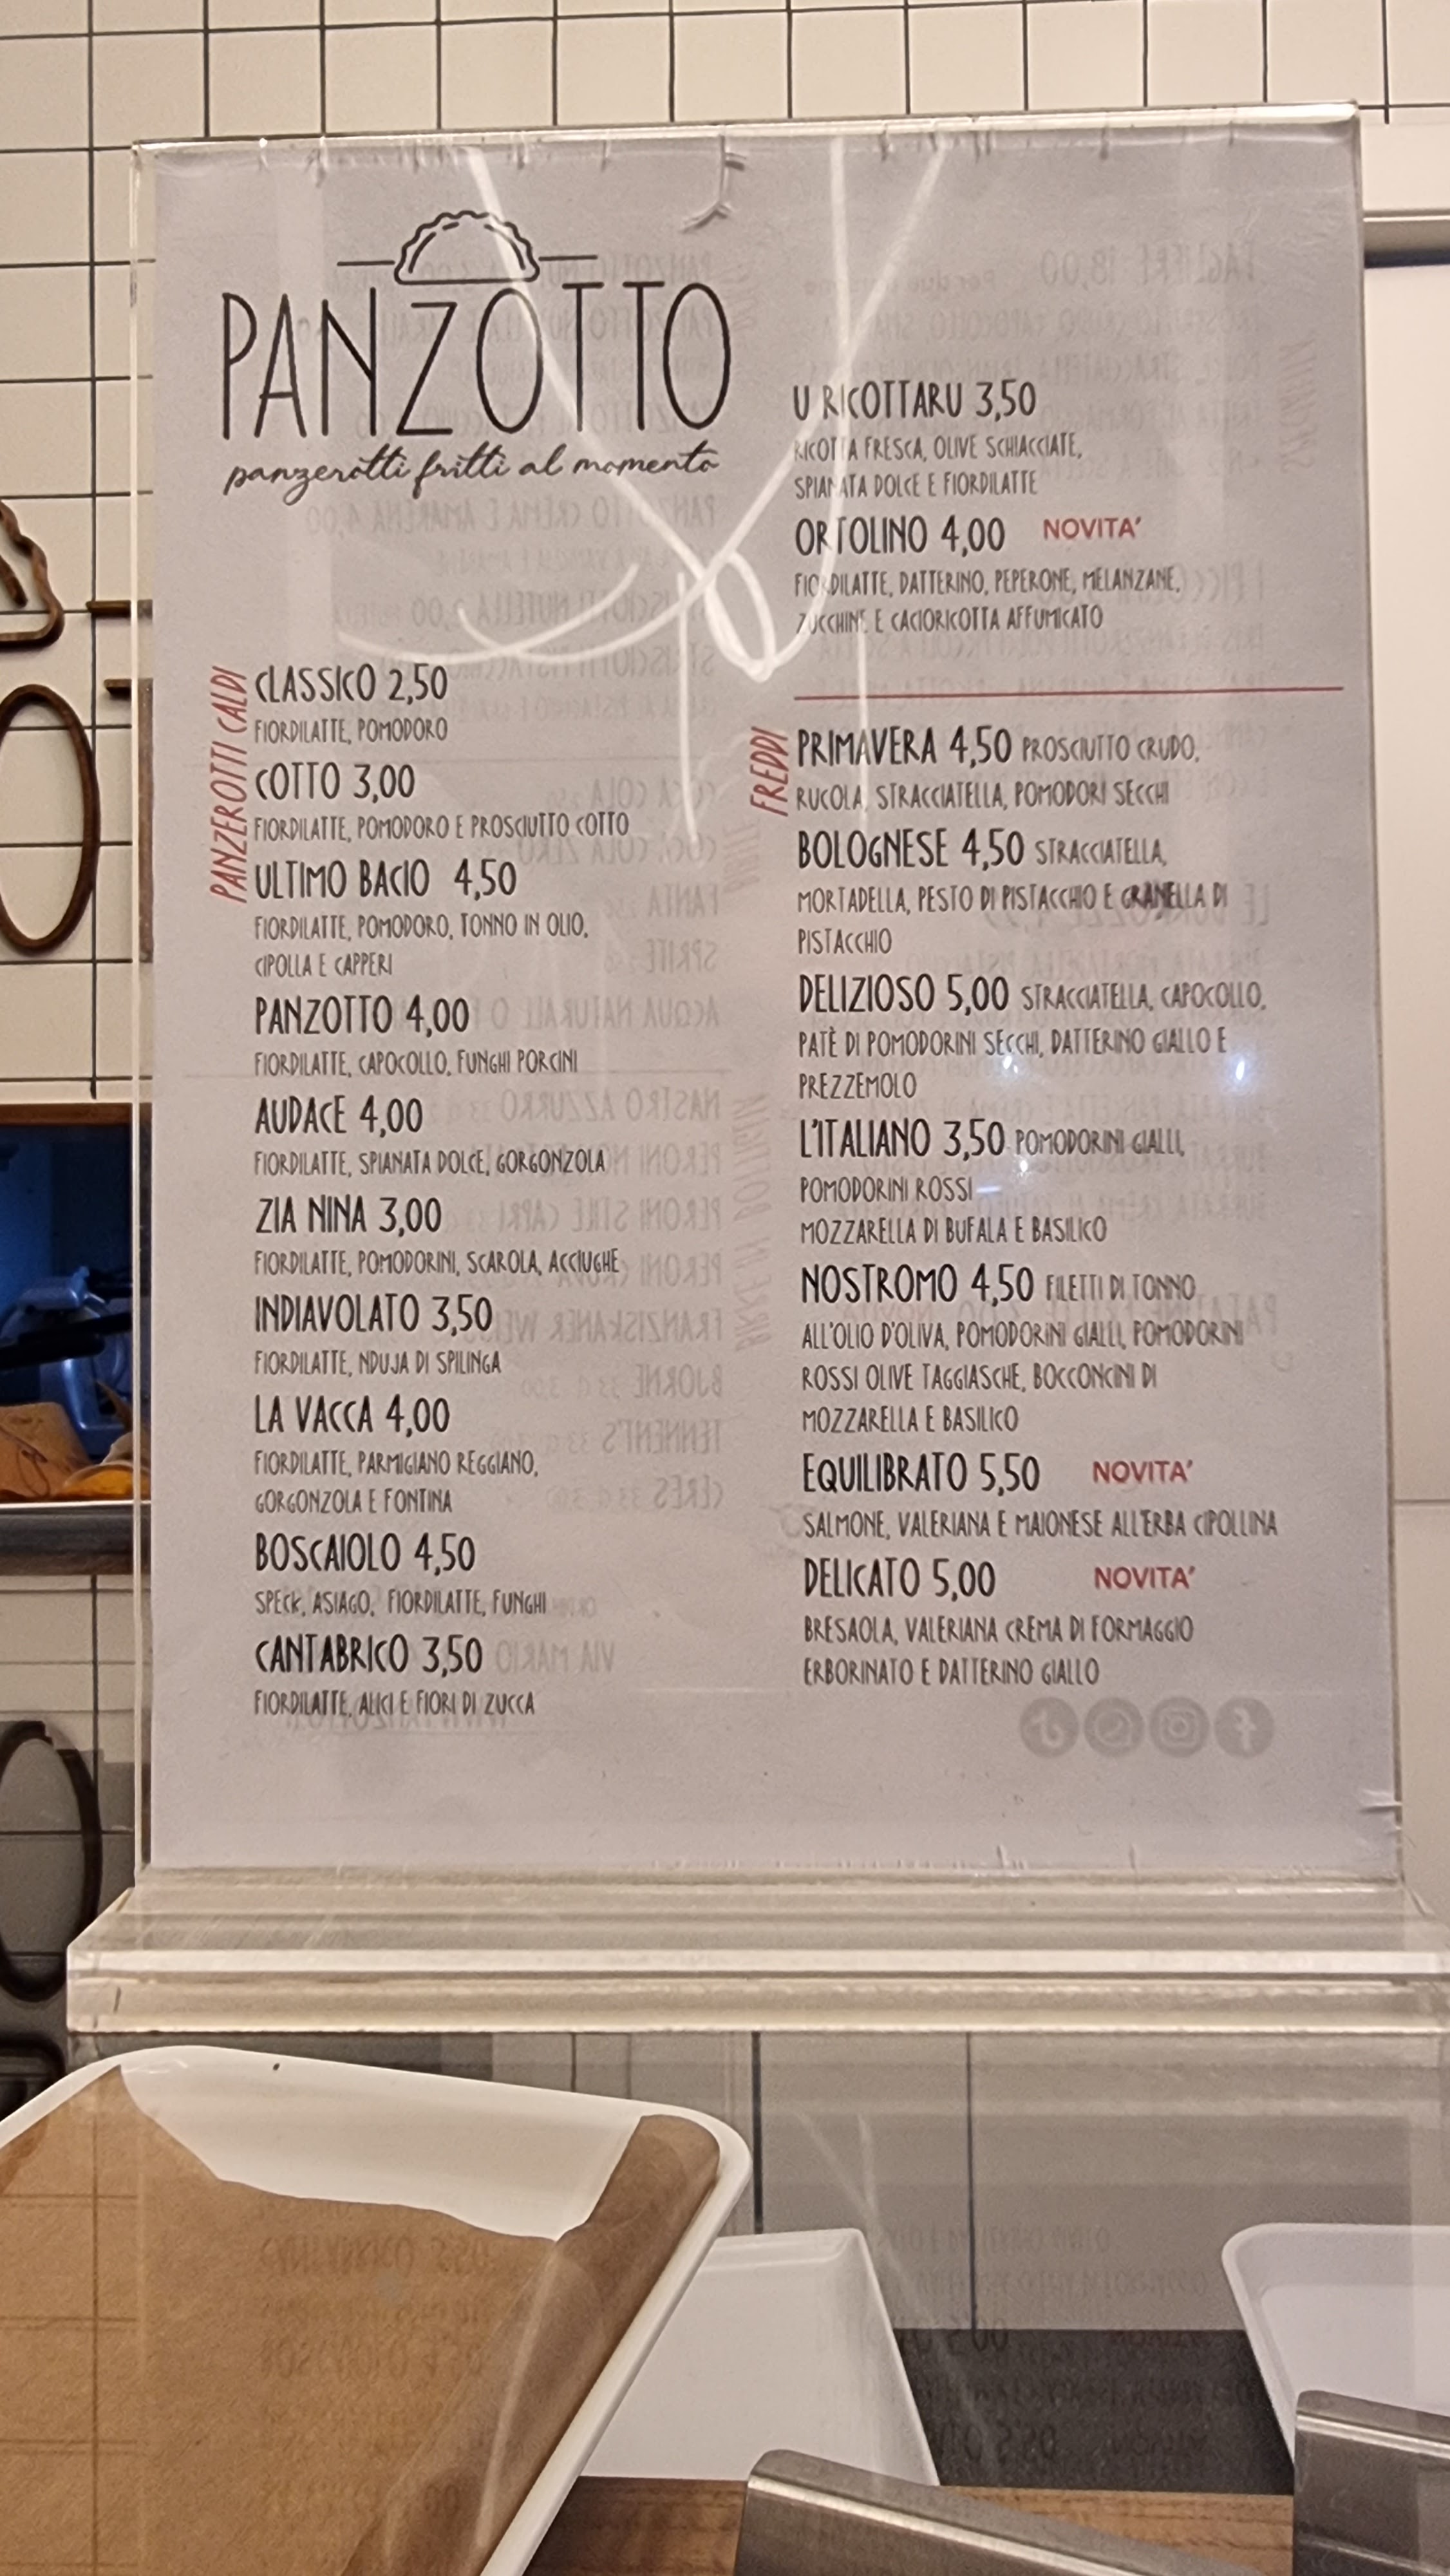 PANZOTTO
panzerotti fritti al momento
PANZEROTTI CALDI
CLASSICO 2,50
FIORDILATTE, POMODORO
COTTO 3,00
FIORDILATTE, POMODORO E PROSCIUTTO COTTO
ULTIMO BACIO 4,50
FIORDILATTE, POMODORO, TONNO IN OLIO,
CIPOLLA E CAPPERI
PANZOTTO 4,00
FIORDILATTE, CAPOCOLLO, FUNGHI PORCINI
AUDACE 4,00
FIORDILATTE, SPIANATA DOLCE, GORGONZOLA
ZIA NINA 3,00
FIORDILATTE, POMODORINI, SCAROLA, ACCIUGHE
INDIAVOLATO 3,50
FIORDILATTE, NDUJA DI SPILINGA
LA VACCA 4,00
FIORDILATTE, PARMIGIANO REGGIANO,
GORGONZOLA E FONTINA
BOSCAIOLO 4,50
SPECK, ASIAGO, FIORDILATTE, FUNGHI
CANTABRICO 3,50
FIORDILATTE, ALICI E FIORI DI ZUCCA
U RICOTTARU 3,50
RICOTTA FRESCA, OLIVE SCHIACCIATE,
SPIANATA DOLCE E FIORDILATTE
ORTOLINO 4,00 NOVITA'
FIORDILATTE, DATTERINO, PEPERONE, MELANZANE,
ZUCCHINE E CACIORICOTTA AFFUMICATO
FREDDI
PRIMAVERA 4,50 PROSCIUTTO CRUDO,
RUCOLA, STRACCIATELLA, POMODORI SECCHI
BOLOGNESE 4,50 STRACCIATELLA,
MORTADELLA, PESTO DI PISTACCHIO E GRANELLA DI
PISTACCHIO
DELIZIOSO 5,00 STRACCIATELLA, CAPOCOLLO,
PATÈ DI POMODORINI SECCHI, DATTERINO GIALLO E
PREZZEMOLO
L'ITALIANO 3,50 POMODORINI GIALLI,
POMODORINI ROSSI
MOZZARELLA DI BUFALA E BASILICO
NOSTROMO 4,50 FILETTI DI TONNO
ALL'OLIO D'OLIVA, POMODORINI GIALLI, POMODORINI
ROSSI OLIVE TAGGIASCHE, BOCCONCINI DI
MOZZARELLA E BASILICO
EQUILIBRATO 5,50 NOVITA'
SALMONE, VALERIANA E MAIONESE ALL'ERBA CIPOLLINA
DELICATO 5,00 NOVITA'
BRESAOLA, VALERIANA CREMA DI FORMAGGIO
ERBORINATO E DATTERINO GIALLO